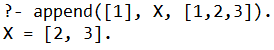 ?- append([1], X, [1,2,3]).
X = [2, 3].